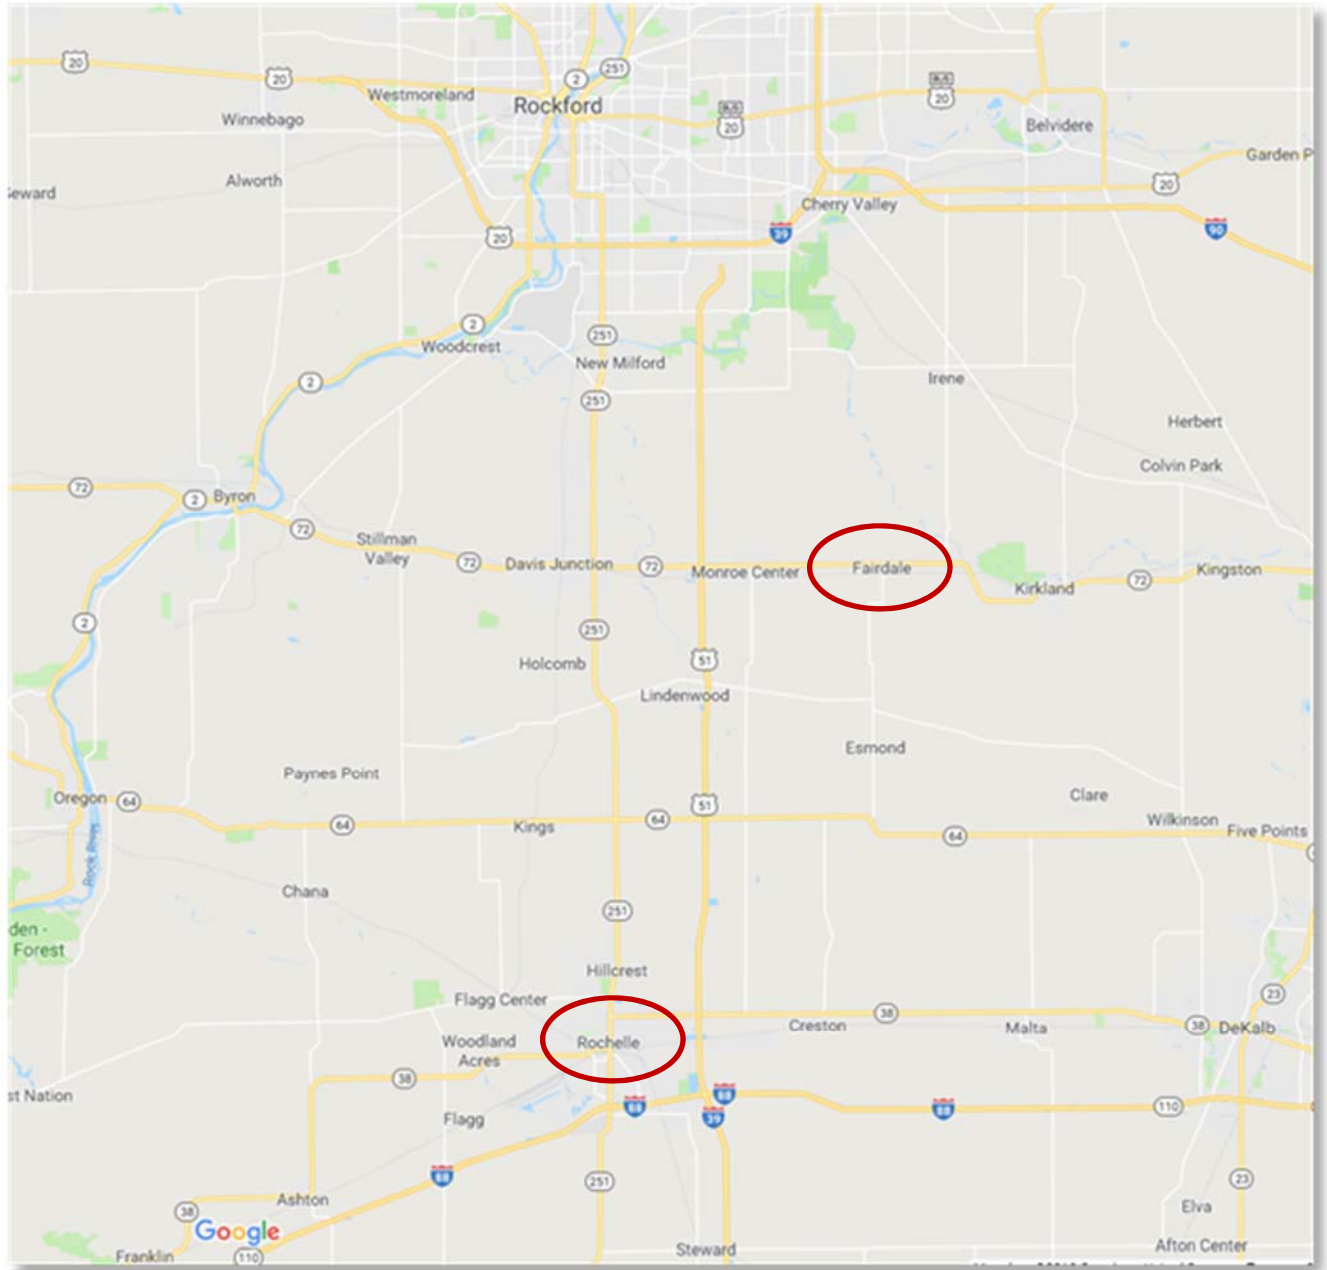 251
20
20
2
Westmoreland
BUS
20
Rockford
BUS
20
Winnebago
Belvidere
Garden P
Alworth
20
Seward
Cherry Valley
39
90
20
2
251
Woodcrest
New Milford
Irene
2
251
Herbert
Colvin Park
72
2
Byron
72
Stillman
Valley
72
Davis Junction
72
Monroe Center
Fairdale
Kirkland
72
Kingston
2
251
Holcomb
51
Lindenwood
Esmond
Paynes Point
Oregon
64
51
Clare
64
Kings
64
64
Wilkinson
Five Points
Rock River
Chana
251
den -
Forest
Hillcrest
Flagg Center
23
Woodland
Acres
Rochelle
Creston
38
Malta
38
DeKalb
38
st Nation
88
88
39
88
110
Flagg
88
251
23
Ashton
38
Google
Elva
Franklin
110
Steward
Afton Center